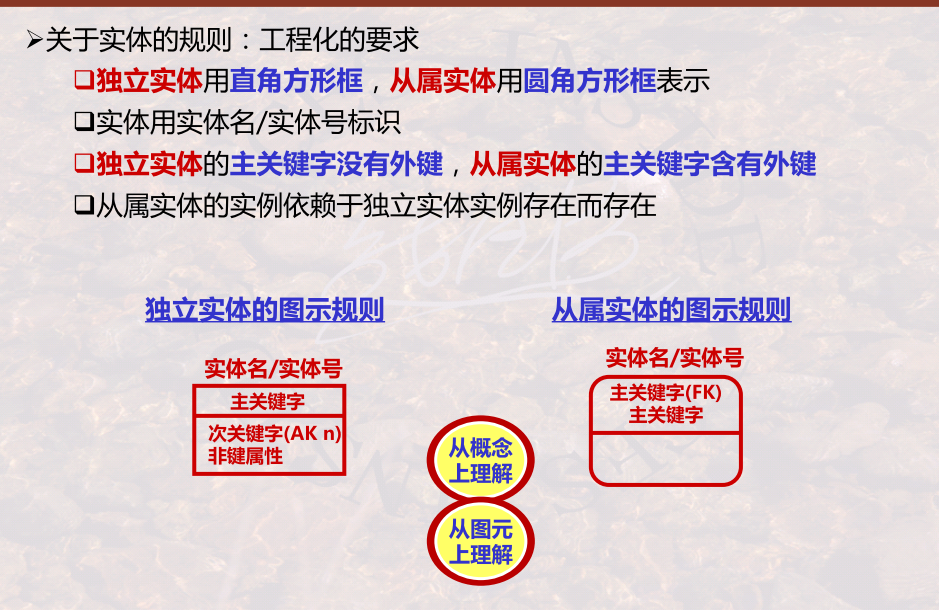 ➢关于实体的规则：工程化的要求
❑独立实体用直角方形框，从属实体用圆角方形框表示
❑实体用实体名/实体号标识
❑独立实体的主关键字没有外键，从属实体的主关键字含有外键
❑从属实体的实例依赖于独立实体实例存在而存在
独立实体的图示规则
从属实体的图示规则
实体名/实体号
主关键字
次关键字(AK n)
非键属性
实体名/实体号
主关键字(FK)
主关键字
从概念
上理解
从图元
上理解